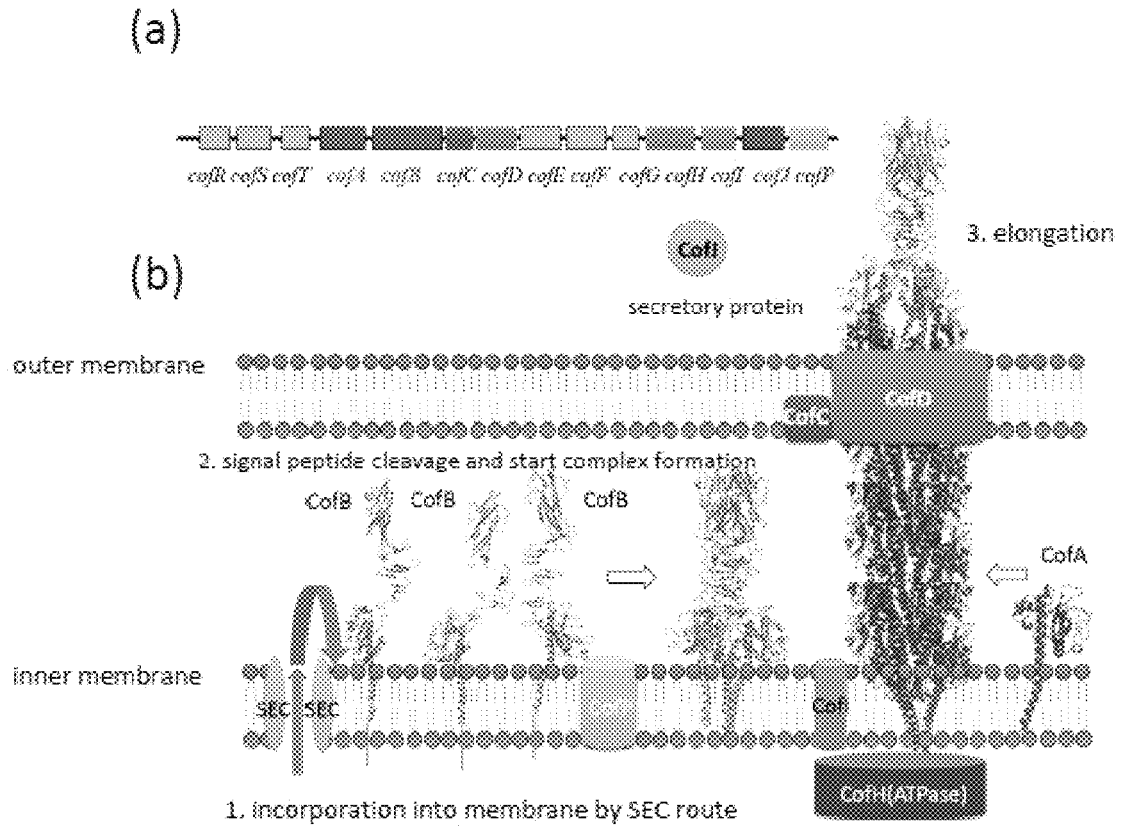 (a)
cofR cofS cofT cofA cofB cofC cofD cofE cofF cofG cofH cofI cofJ cofP
3. elongation
(b)
secretory protein
outer membrane
CofD
CofC
2. signal peptide cleavage and start complex formation
CofB CofB CofB
CofA
inner membrane
SEC SEC
CofH(ATPase)
1. incorporation into membrane by SEC route